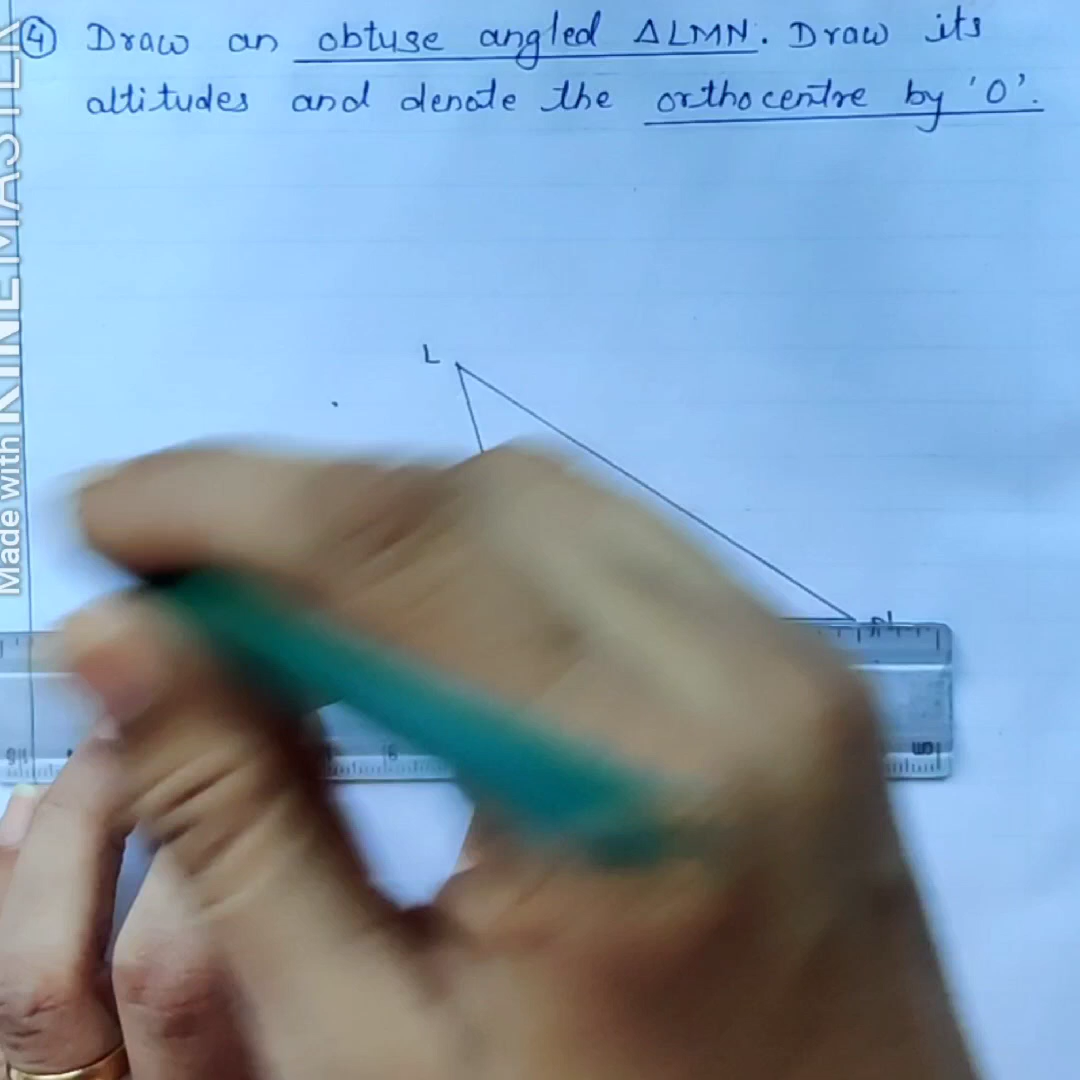 ④ Draw an obtuse angled ΔLMN. Draw its
altitudes and denote the orthocentre by 'O'.
L
N
Made with KINEMASTER